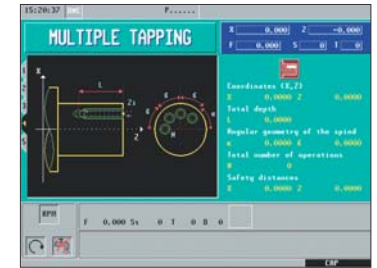 15:20:37 P......
MULTIPLE TAPPING
X 0.000 Z -0.000
F 0.000 S 0 T 0
X
L
Zs
Z
N
Coordinates (X,Z)
X 0.0000 Z 0.0000
Total depth
L 0.0000
Angular geometry of the spind
0.0000 0.0000
Total number of operations
N 0
Safety distances
X 0.0000 Z 0.0000
RPM
F 0.000 S 0 T 0 D 0
CAP